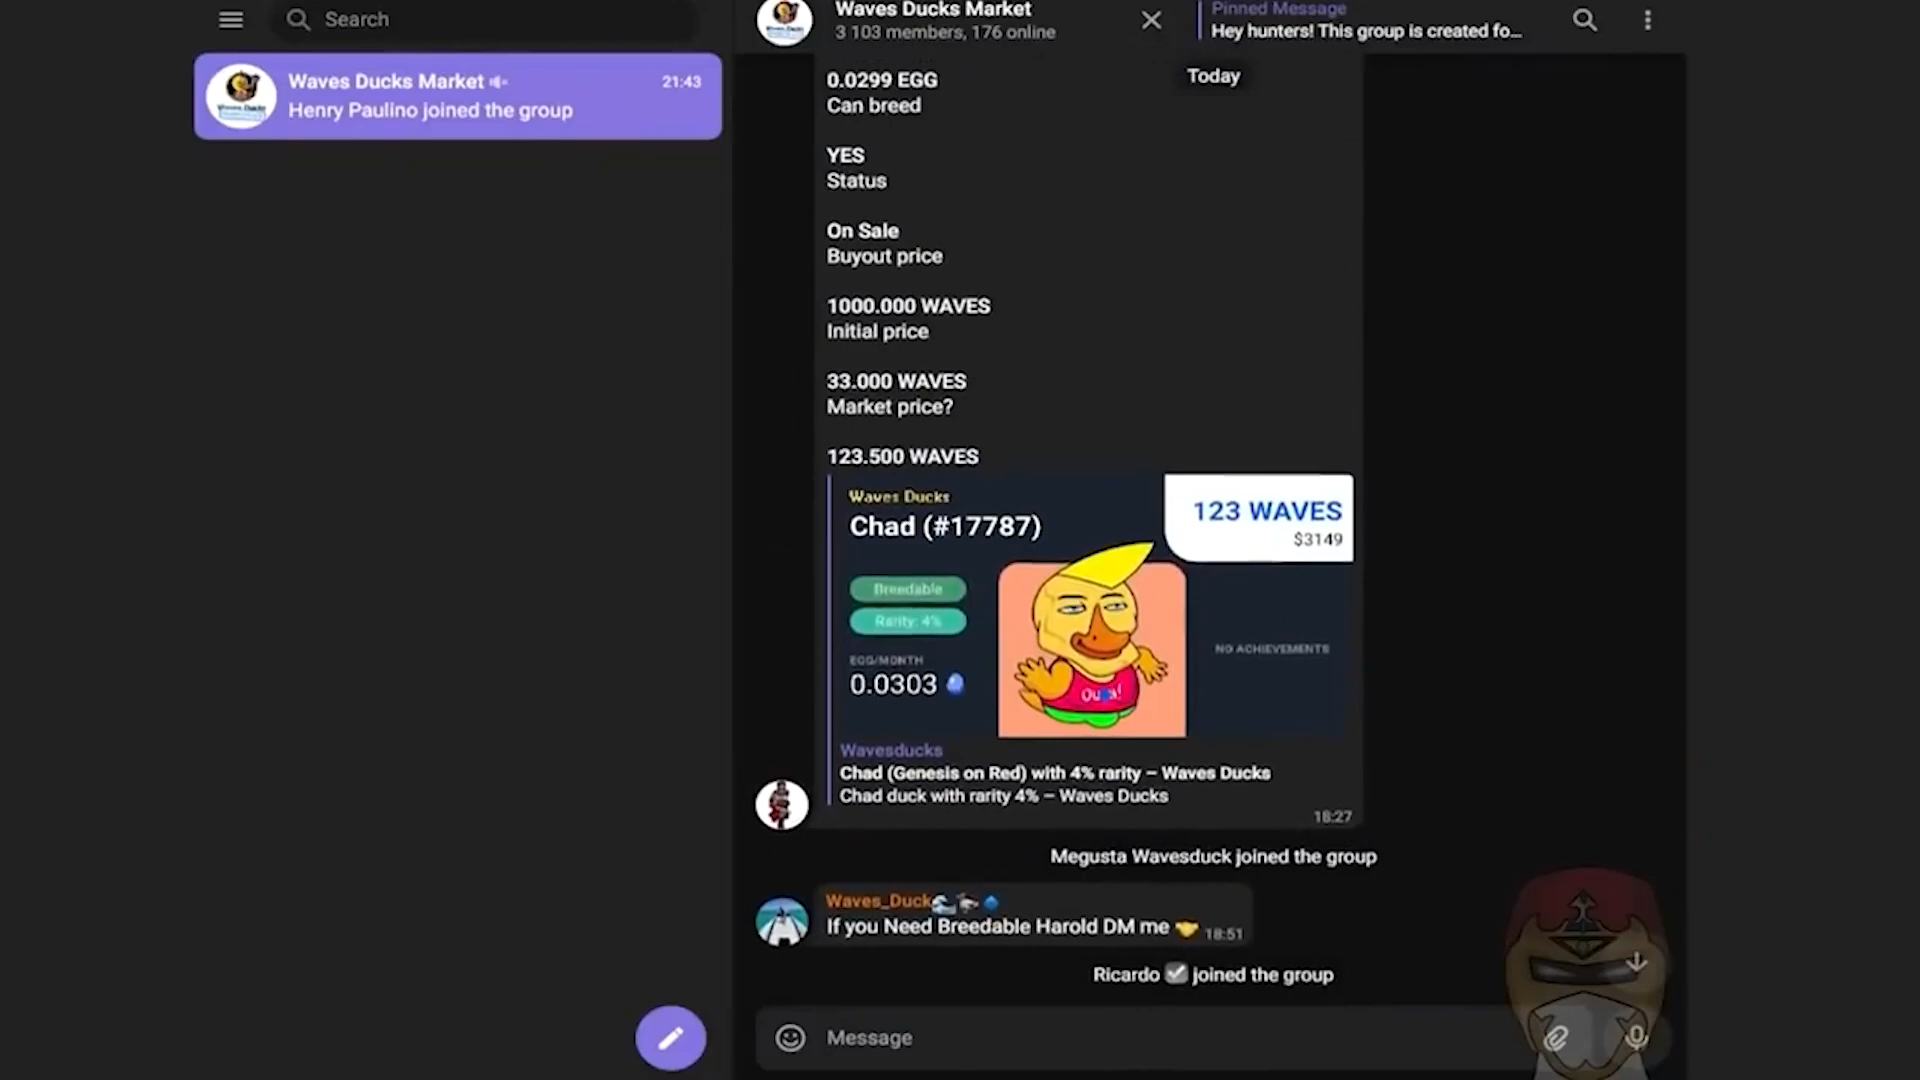 Search
Waves Ducks Market
21:43
Henry Paulino joined the group
Waves Ducks Market
3 103 members, 176 online
Pinned Message
Hey hunters! This group is created fo...
Today
0.0299 EGG
Can breed
YES
Status
On Sale
Buyout price
1000.000 WAVES
Initial price
33.000 WAVES
Market price?
123.500 WAVES
Waves Ducks
Chad (#17787)
123 WAVES
$3149
Breedable
Rarity: 4%
EGG/MONTH
0.0303
NO ACHIEVEMENTS
Wavesducks
Chad (Genesis on Red) with 4% rarity – Waves Ducks
Chad duck with rarity 4% – Waves Ducks
18:27
Megusta Wavesduck joined the group
Waves_Duck
If you Need Breedable Harold DM me
18:51
Ricardo joined the group
Message